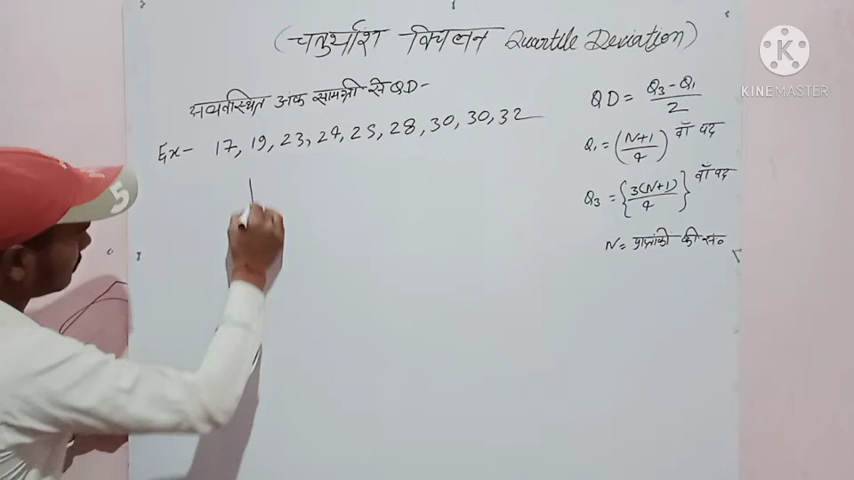 (चतुर्थांश विचलन Quartile Deviation)
अव्यवस्थित अंक सामग्री से QD-
Ex- 17, 19, 23, 24, 25, 28, 30, 30, 32
QD = Q3 - Q1 / 2
Q1 = (N+1 / 4) वाँ पद
Q3 = {3(N+1) / 4} वाँ पद
N = प्राप्तांको की सं०
KINEMASTER
5